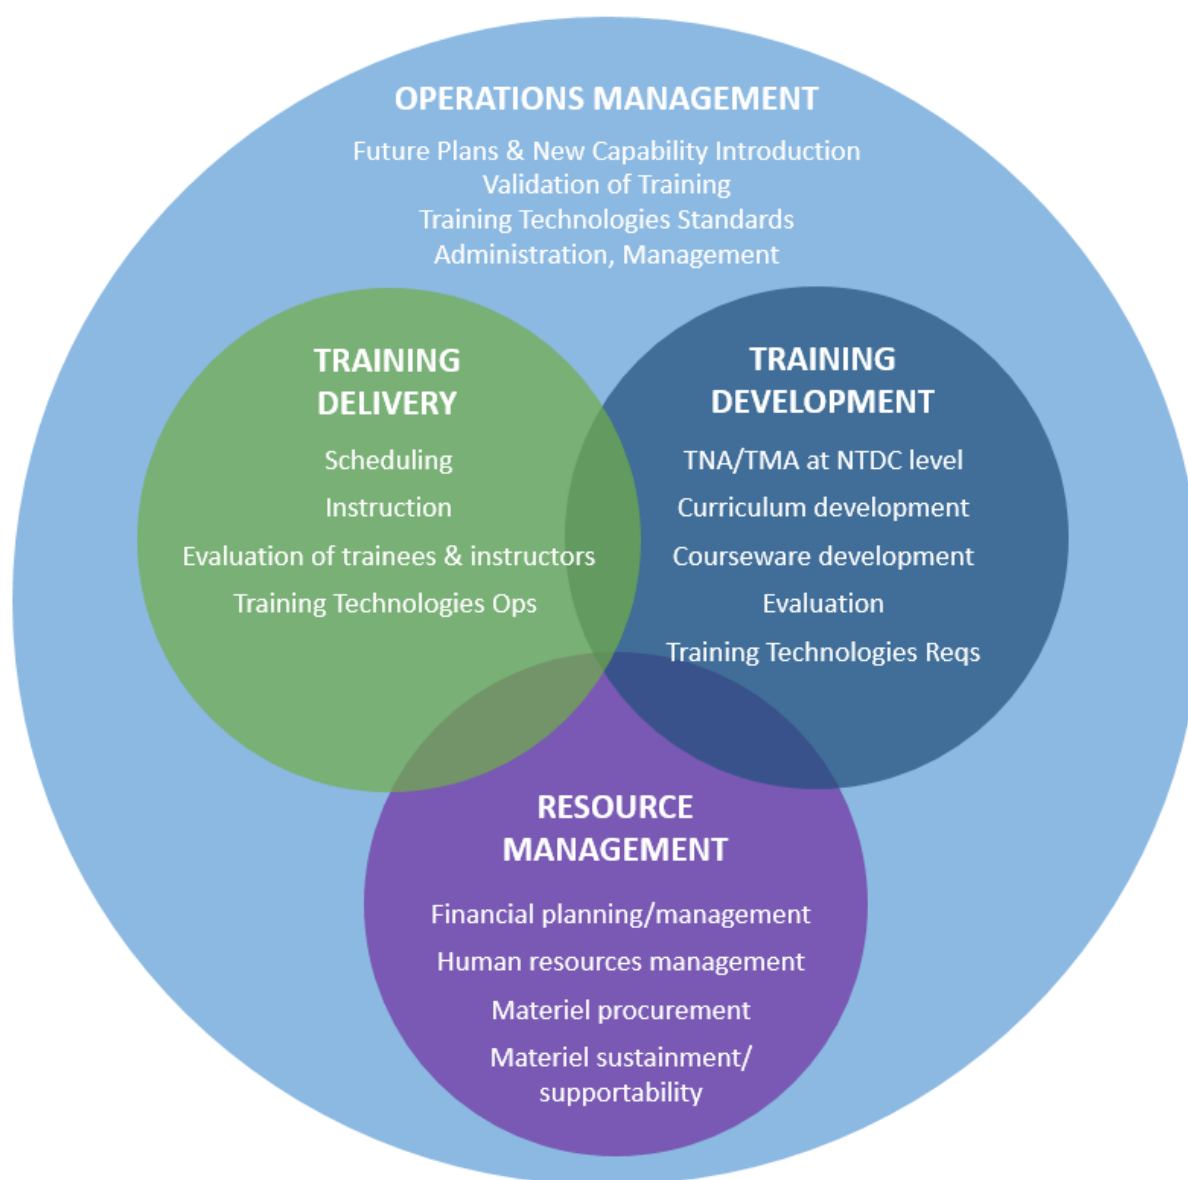 OPERATIONS MANAGEMENT
Future Plans & New Capability Introduction
Validation of Training
Training Technologies Standards
Administration, Management
TRAINING
DELIVERY
Scheduling
Instruction
Evaluation of trainees & instructors
Training Technologies Ops
TRAINING
DEVELOPMENT
TNA/TMA at NTDC level
Curriculum development
Courseware development
Evaluation
Training Technologies Reqs
RESOURCE
MANAGEMENT
Financial planning/management
Human resources management
Materiel procurement
Materiel sustainment/
supportability